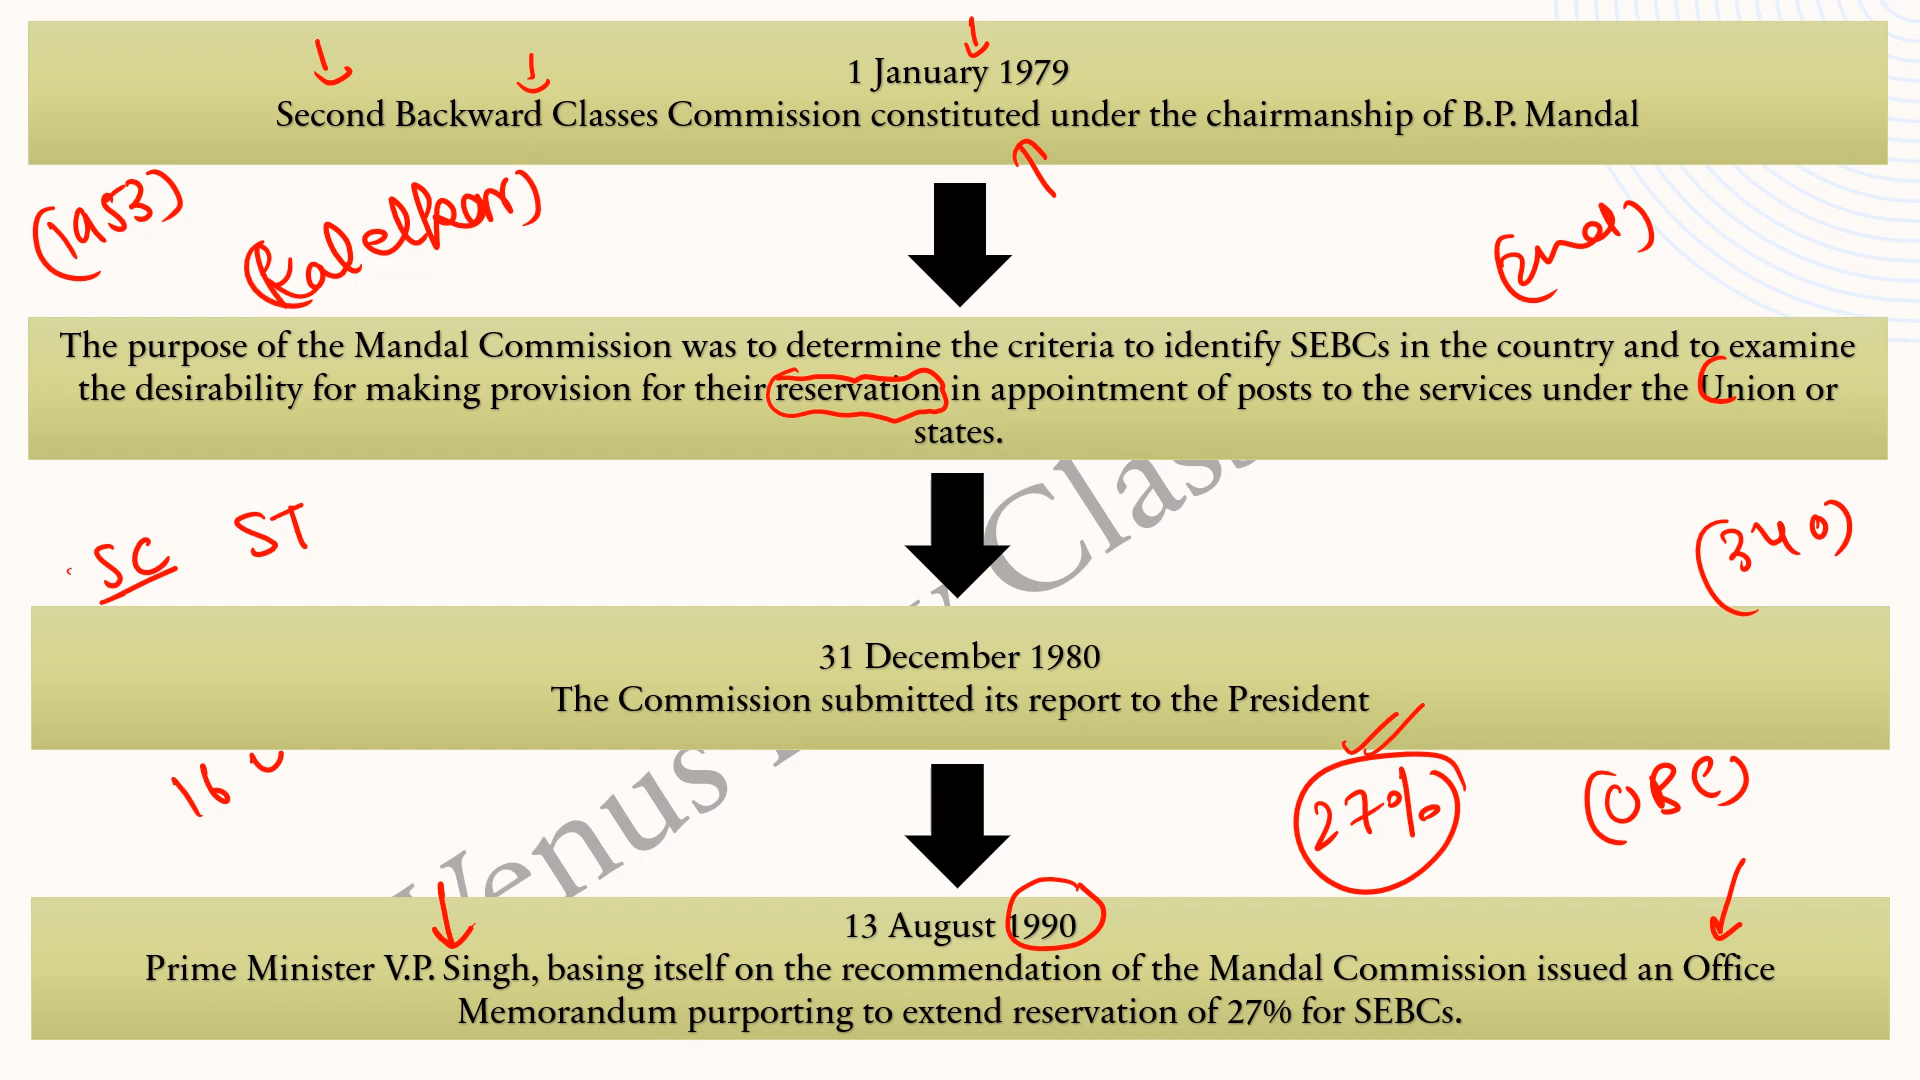 1 January 1979
Second Backward Classes Commission constituted under the chairmanship of B.P. Mandal
(1953)
(Kalelkar)
(2nd)
The purpose of the Mandal Commission was to determine the criteria to identify SEBCs in the country and to examine
the desirability for making provision for their reservation in appointment of posts to the services under the Union or
states.
SC ST
(340)
31 December 1980
The Commission submitted its report to the President
16
27%
(OBC)
Venus Classes
13 August 1990
Prime Minister V.P. Singh, basing itself on the recommendation of the Mandal Commission issued an Office
Memorandum purporting to extend reservation of 27% for SEBCs.